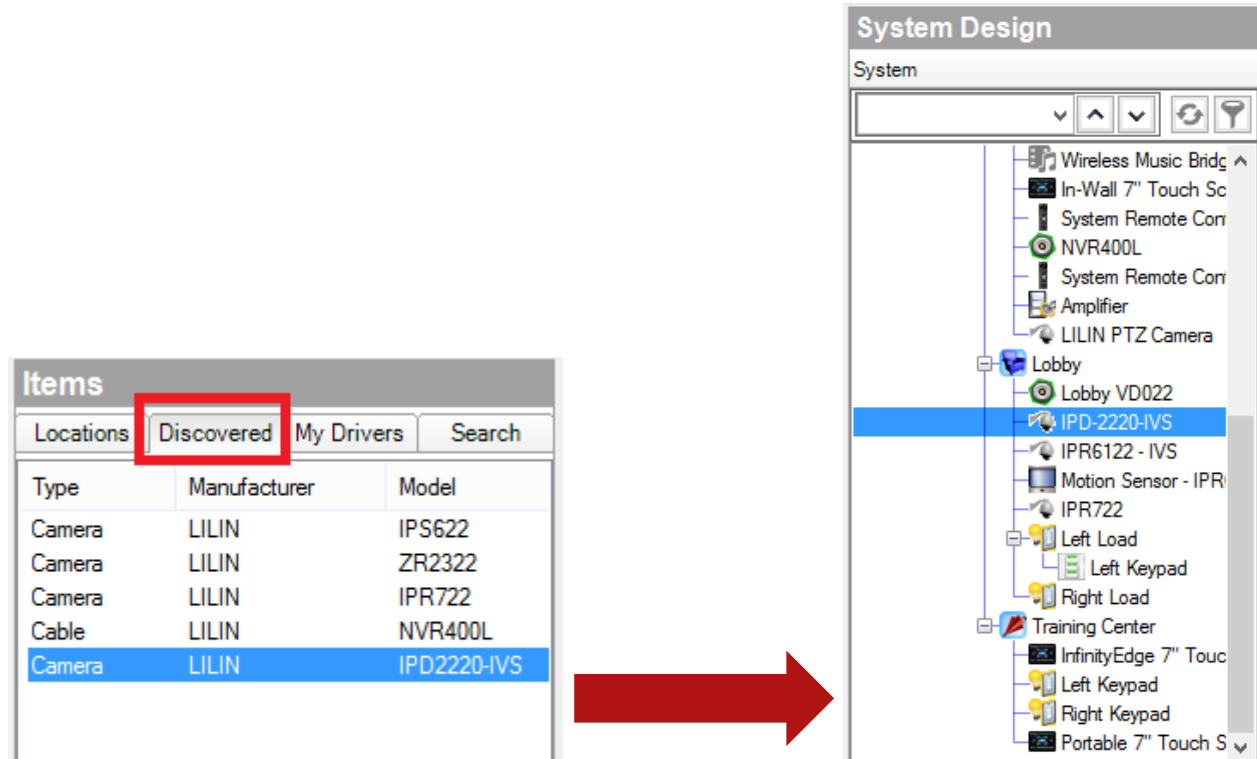 System Design
System
Wireless Music Bridg
In-Wall 7" Touch Sc
System Remote Con
NVR400L
System Remote Con
Amplifier
LILIN PTZ Camera
Lobby
Lobby VD022
IPD-2220-IVS
IPR6122 - IVS
Motion Sensor - IPR
IPR722
Left Load
Left Keypad
Right Load
Training Center
InfinityEdge 7" Touc
Left Keypad
Right Keypad
Portable 7" Touch S
Items
Locations Discovered My Drivers Search
Type Manufacturer Model
Camera LILIN IPS622
Camera LILIN ZR2322
Camera LILIN IPR722
Cable LILIN NVR400L
Camera LILIN IPD2220-IVS